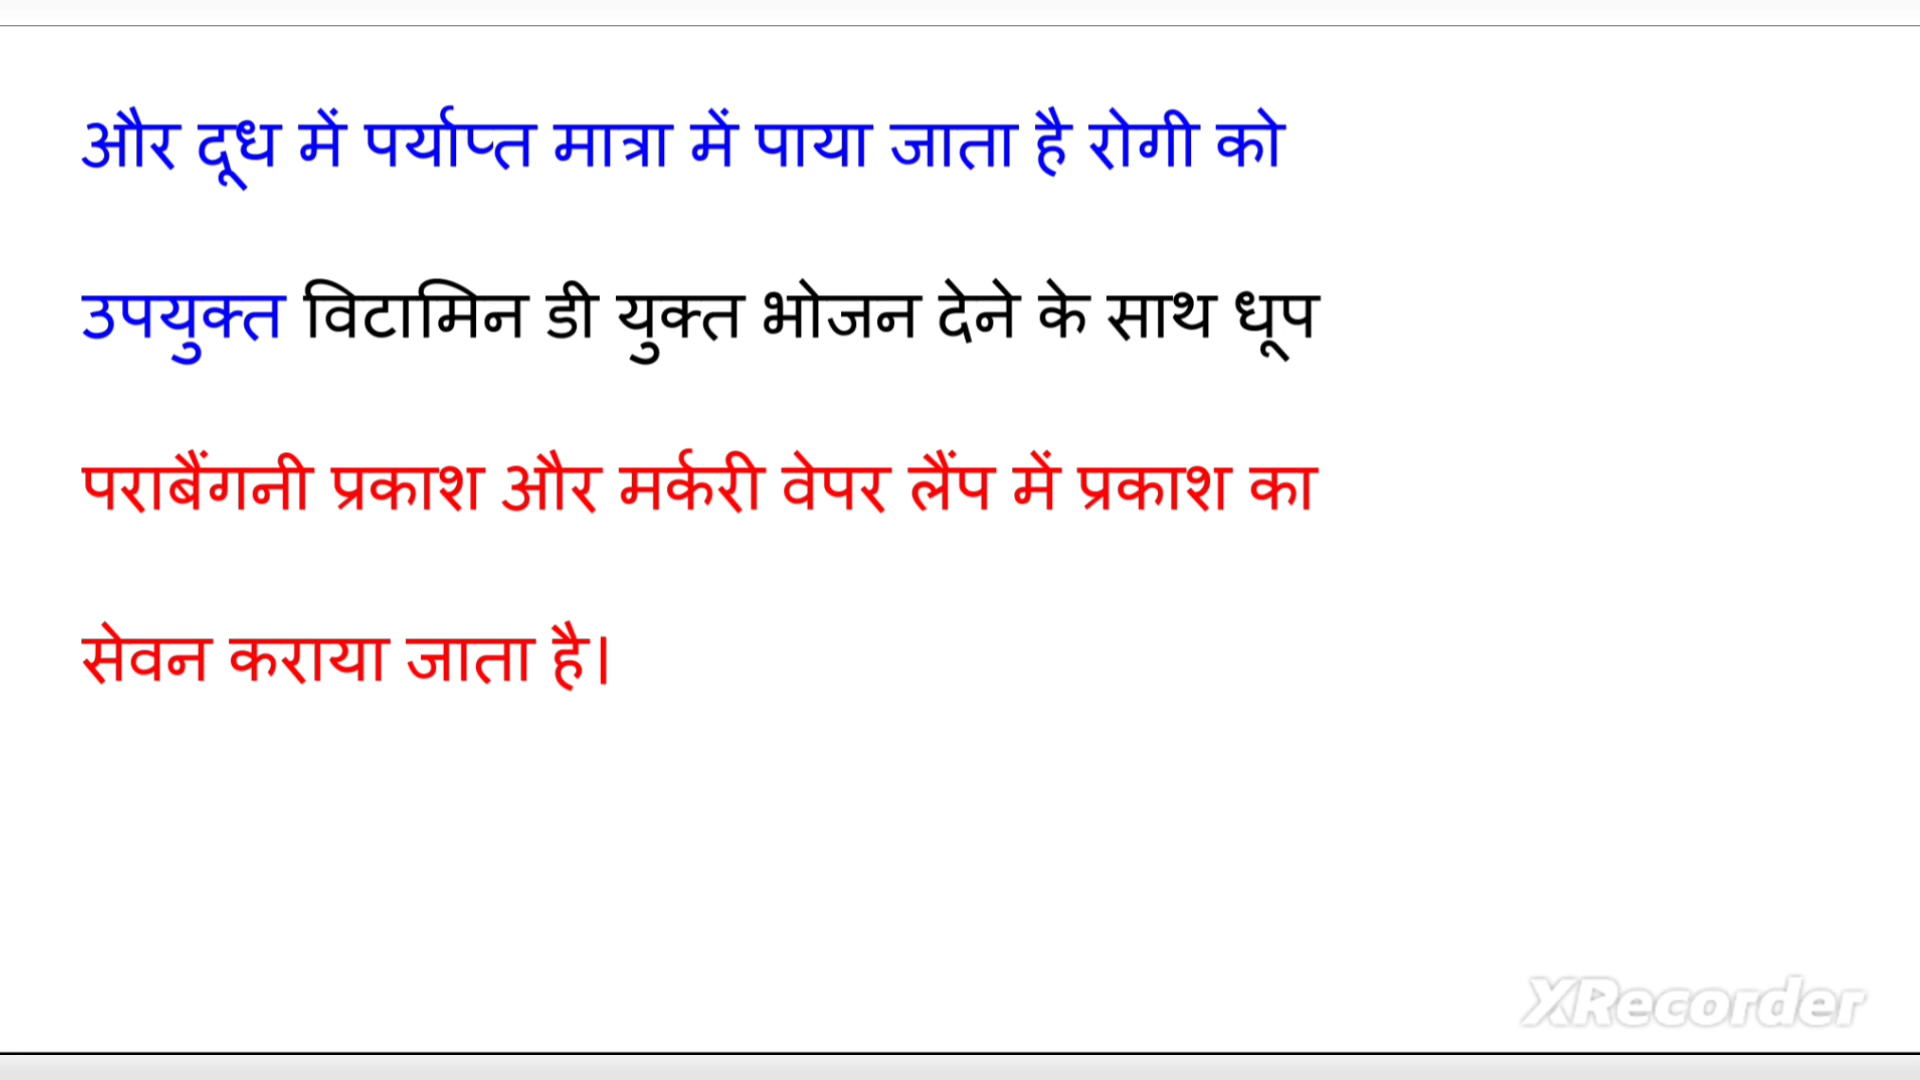 और दूध में पर्याप्त मात्रा में पाया जाता है रोगी को
उपयुक्त विटामिन डी युक्त भोजन देने के साथ धूप
पराबैंगनी प्रकाश और मर्करी वेपर लैंप में प्रकाश का
सेवन कराया जाता है।
XRecorder